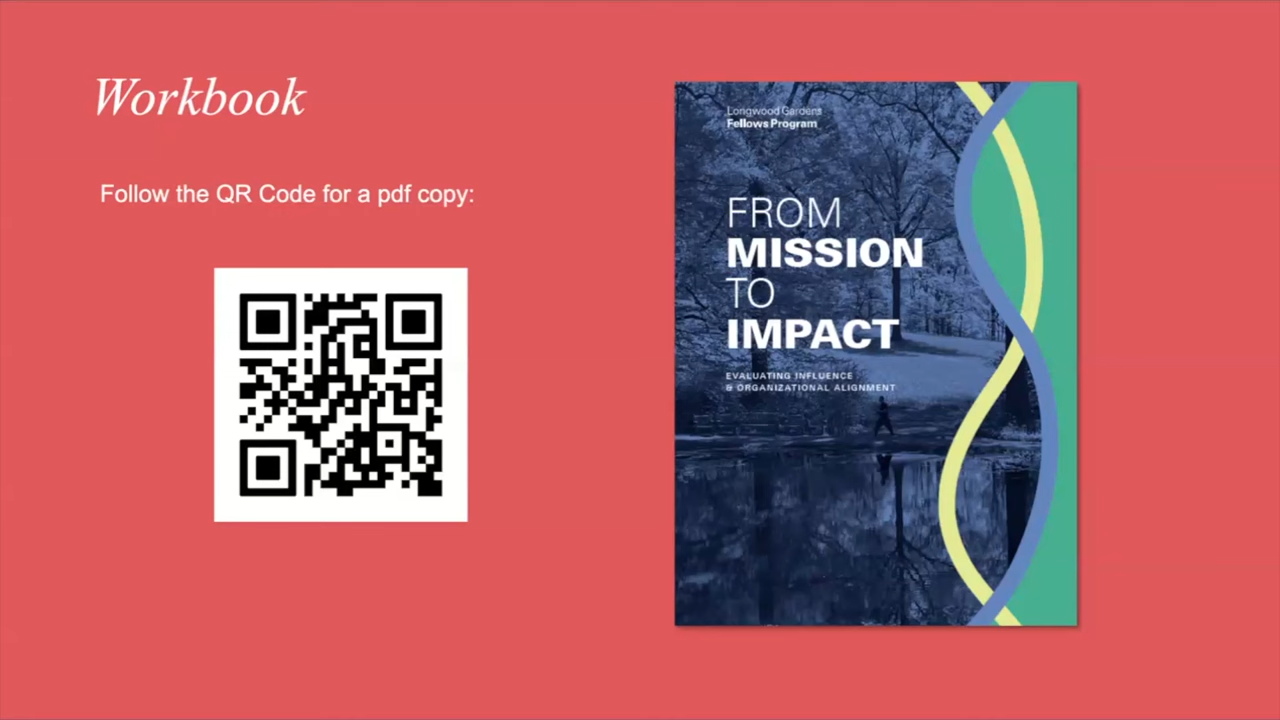 Workbook
Follow the QR Code for a pdf copy:
Longwood Gardens
Fellows Program
FROM
MISSION
TO
IMPACT
EVALUATING INFLUENCE
& ORGANIZATIONAL ALIGNMENT